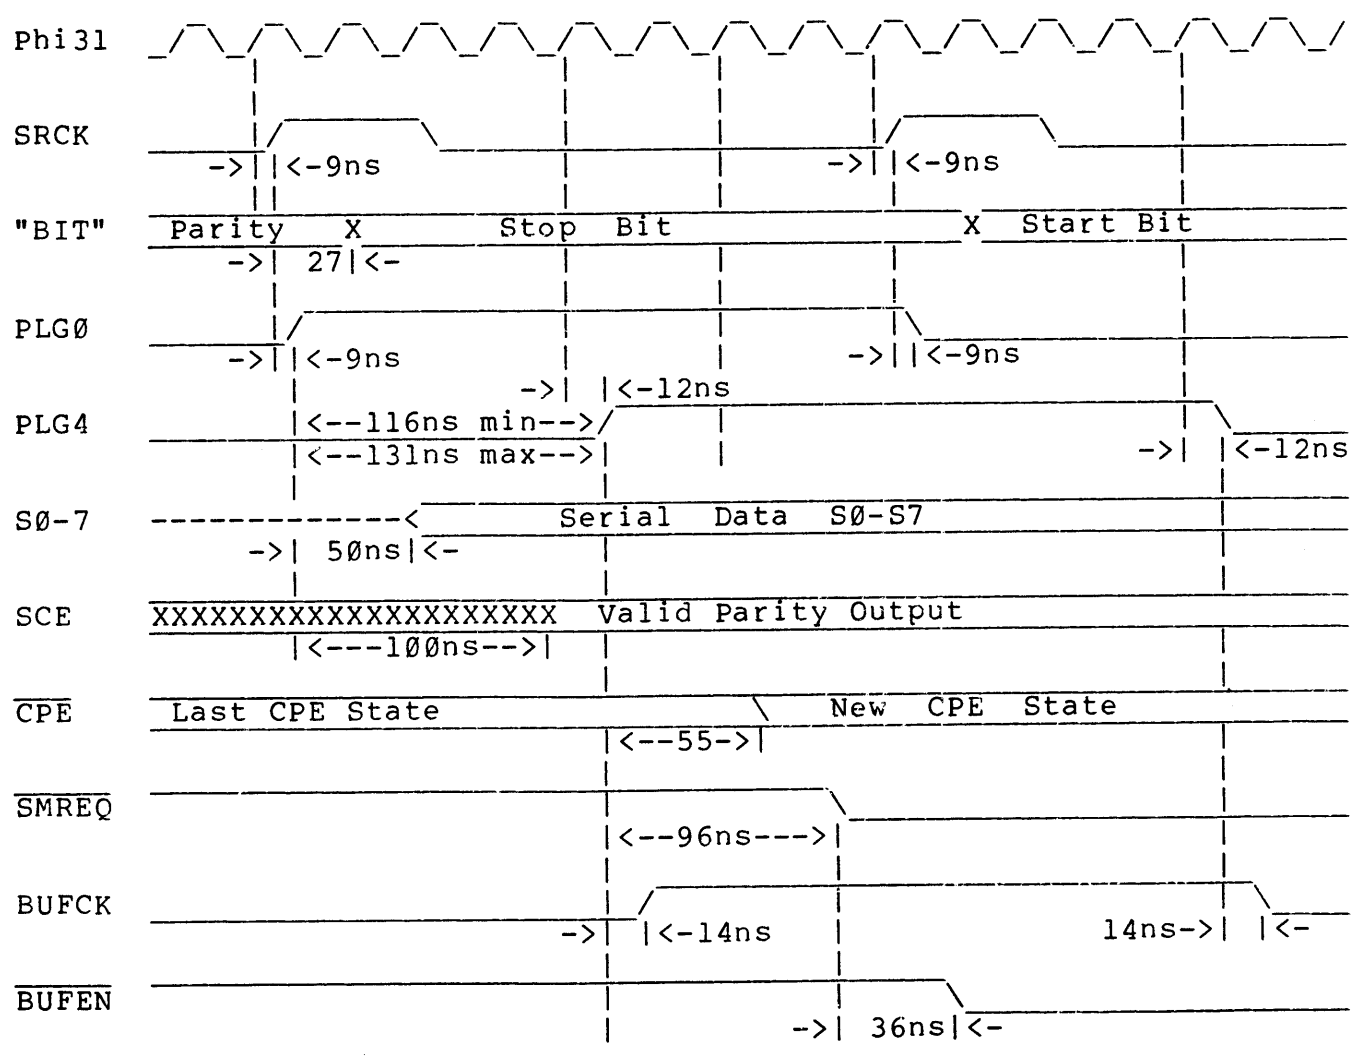 Phi31
SRCK
->| |<-9ns ->| |<-9ns
"BIT" Parity X Stop Bit X Start Bit
->| 27|<-
PLGØ
->| |<-9ns ->| |<-9ns
->| |<-12ns
PLG4 <--116ns min-->
|<--131ns max--> ->| |<-12ns
SØ-7 -------------< Serial Data SØ-S7
->| 5Øns|<-
SCE XXXXXXXXXXXXXXXXXXXXX Valid Parity Output
|<---1ØØns-->|
CPE Last CPE State \ New CPE State
|<--55->|
SMREQ
|<--96ns--->|
BUFCK
->| |<-14ns 14ns->| |<-
BUFEN
->| 36ns|<-